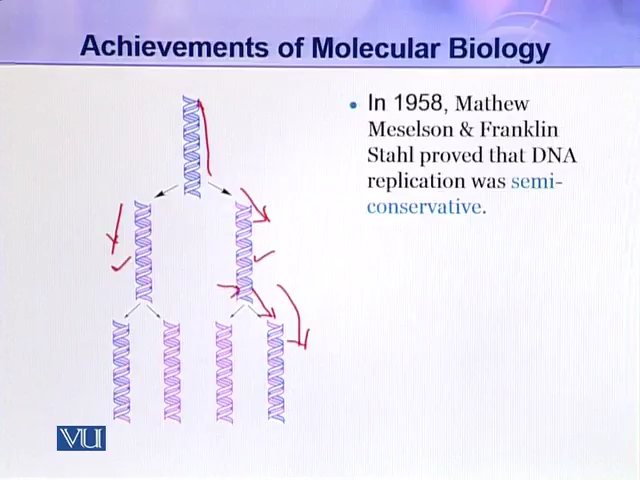 Achievements of Molecular Biology
• In 1958, Mathew
Meselson & Franklin
Stahl proved that DNA
replication was semi-
conservative.
VU